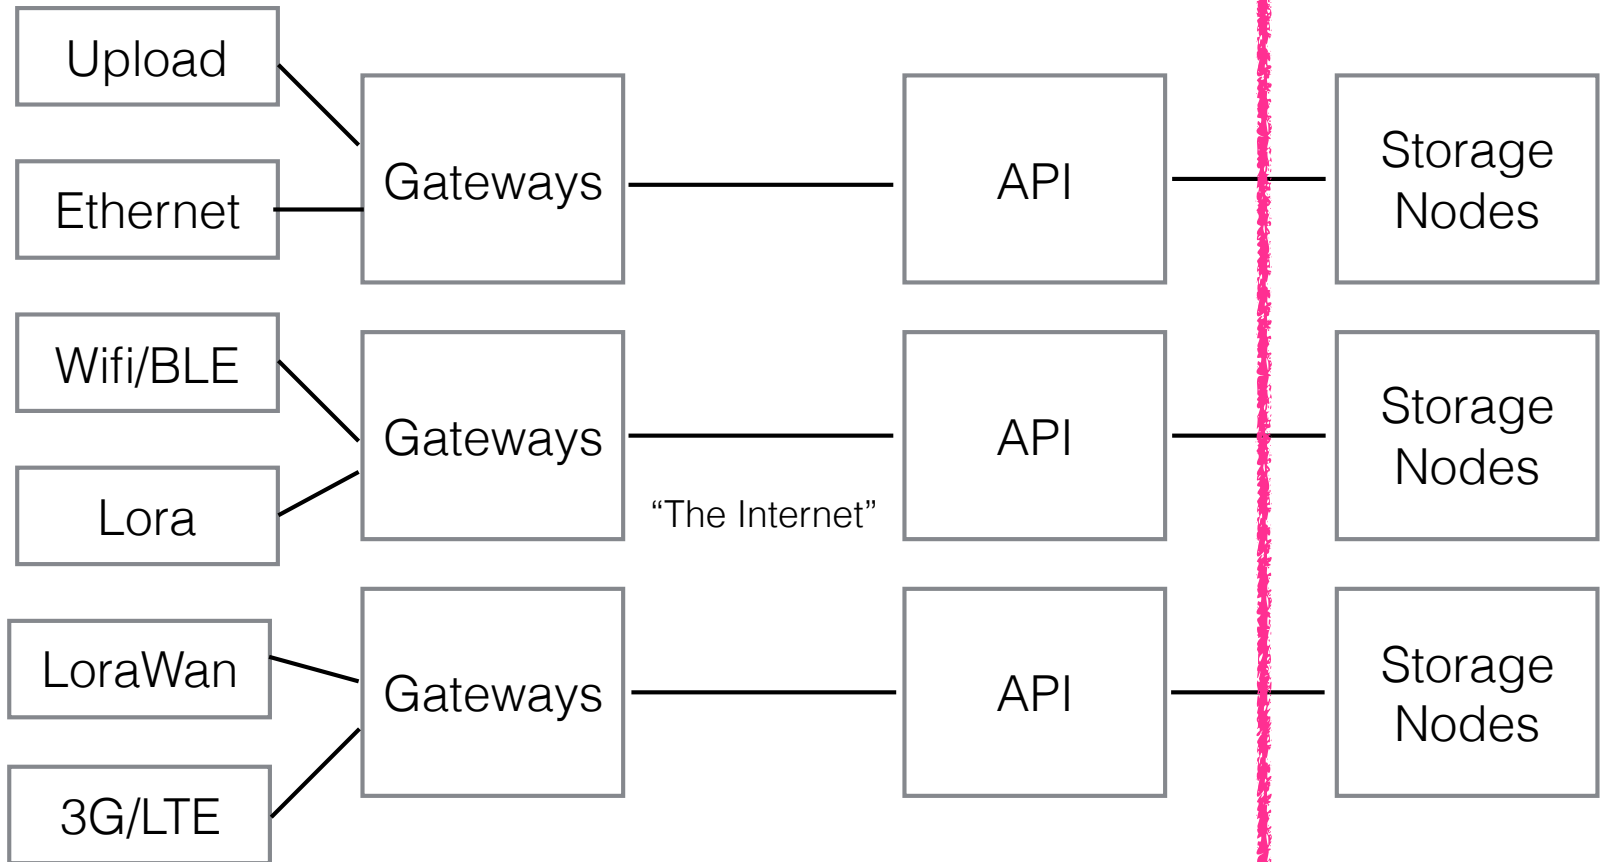 Upload
Ethernet
Gateways
API
Storage
Nodes
Wifi/BLE
Lora
Gateways
“The Internet”
API
Storage
Nodes
LoraWan
3G/LTE
Gateways
API
Storage
Nodes